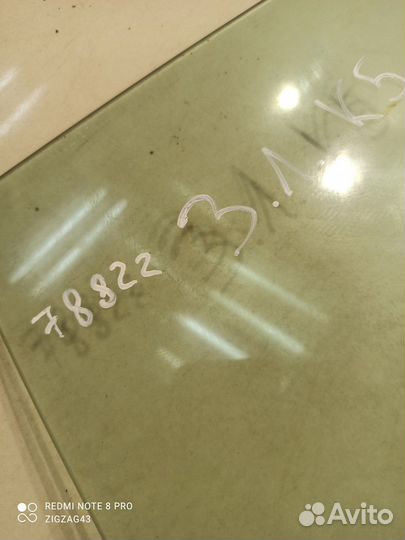 78822 З.Л. К5
REDMI NOTE 8 PRO
ZIGZAG43
Avito